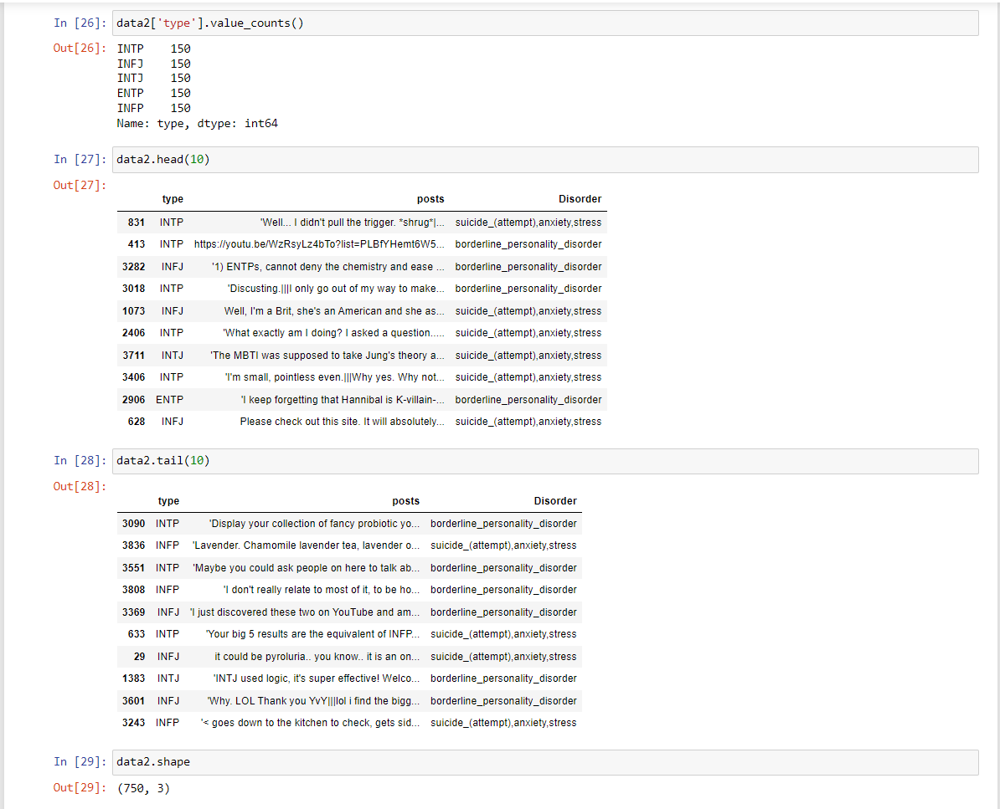 In [26]: data2['type'].value_counts()
Out[26]: INTP 150
INFJ 150
INTJ 150
ENTP 150
INFP 150
Name: type, dtype: int64
In [27]: data2.head(10)
Out[27]:
type posts Disorder
831 INTP 'Well... I didn't pull the trigger. *shrug*|... suicide_(attempt),anxiety,stress
413 INTP https://youtu.be/WzRsyLz4bTo?list=PLBfYHemt6W5... borderline_personality_disorder
3282 INFJ '1) ENTPs, cannot deny the chemistry and ease ... borderline_personality_disorder
3018 INTP 'Discusting.|||I only go out of my way to make... borderline_personality_disorder
1073 INFJ Well, I'm a Brit, she's an American and she as... suicide_(attempt),anxiety,stress
2406 INTP 'What exactly am I doing? I asked a question..... suicide_(attempt),anxiety,stress
3711 INTJ 'The MBTI was supposed to take Jung's theory a... suicide_(attempt),anxiety,stress
3406 INTP 'I'm small, pointless even.|||Why yes. Why not... suicide_(attempt),anxiety,stress
2906 ENTP 'I keep forgetting that Hannibal is K-villain-... borderline_personality_disorder
628 INFJ Please check out this site. It will absolutely... suicide_(attempt),anxiety,stress
In [28]: data2.tail(10)
Out[28]:
type posts Disorder
3090 INTP 'Display your collection of fancy probiotic yo... borderline_personality_disorder
3836 INFP 'Lavender. Chamomile lavender tea, lavender o... suicide_(attempt),anxiety,stress
3551 INTP 'Maybe you could ask people on here to talk ab... borderline_personality_disorder
3808 INFP 'I don't really relate to most of it, to be ho... borderline_personality_disorder
3369 INFJ 'I just discovered these two on YouTube and am... borderline_personality_disorder
633 INTP 'Your big 5 results are the equivalent of INFP... suicide_(attempt),anxiety,stress
29 INFJ it could be pyroluria.. you know.. it is an on... suicide_(attempt),anxiety,stress
1383 INTJ 'INTJ used logic, it's super effective! Welco... borderline_personality_disorder
3601 INFJ 'Why. LOL Thank you YvY|||lol i find the bigg... borderline_personality_disorder
3243 INFP '< goes down to the kitchen to check, gets sid... suicide_(attempt),anxiety,stress
In [29]: data2.shape
Out[29]: (750, 3)